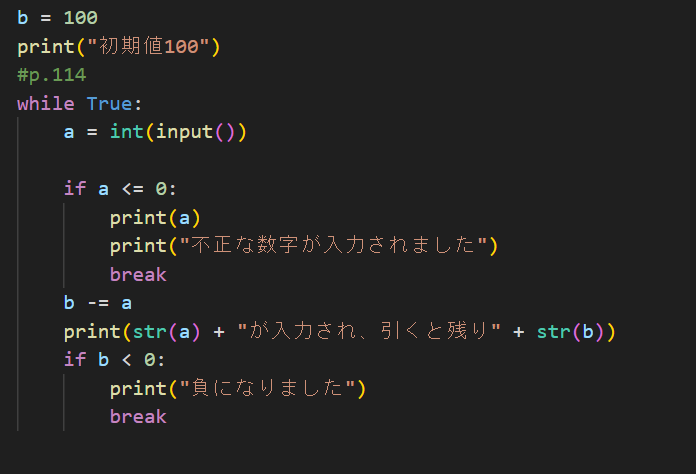 b = 100
print("初期値100")
#p.114
while True:
    a = int(input())

    if a <= 0:
        print(a)
        print("不正な数字が入力されました")
        break
    b -= a
    print(str(a) + "が入力され、引くと残り" + str(b))
    if b < 0:
        print("負になりました")
        break